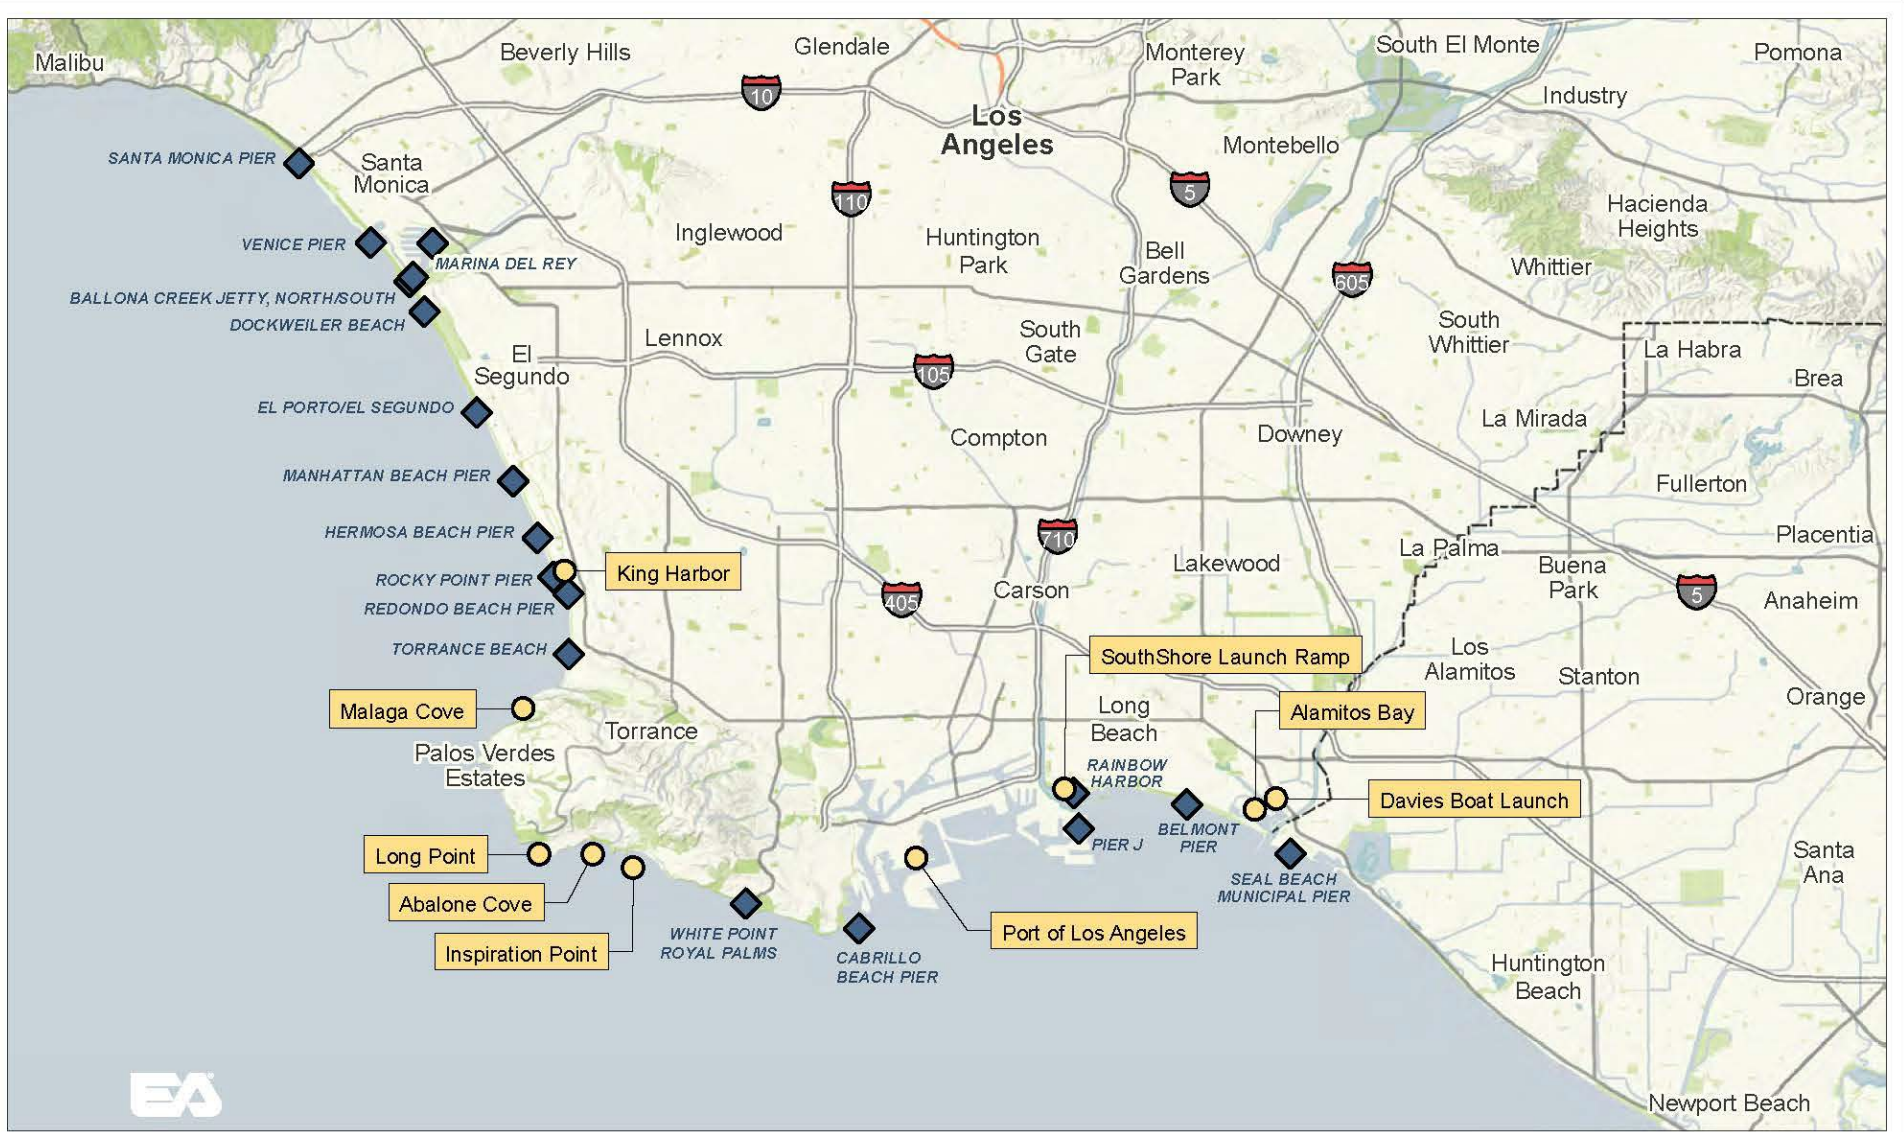 Malibu
Beverly Hills
Glendale
Monterey
Park
South El Monte
Pomona
10
Industry
Los
Angeles
Montebello
SANTA MONICA PIER
Santa
Monica
110
5
Hacienda
Heights
VENICE PIER
Inglewood
Huntington
Park
Bell
Gardens
MARINA DEL REY
605
Whittier
BALLONA CREEK JETTY, NORTH/SOUTH
DOCKWEILER BEACH
El
Segundo
Lennox
South
Gate
South
Whittier
La Habra
105
Brea
EL PORTO/EL SEGUNDO
Compton
Downey
La Mirada
MANHATTAN BEACH PIER
Fullerton
HERMOSA BEACH PIER
710
Placentia
La Palma
Lakewood
Buena
Park
ROCKY POINT PIER
King Harbor
REDONDO BEACH PIER
405
Carson
5
Anaheim
TORRANCE BEACH
SouthShore Launch Ramp
Los
Alamitos
Stanton
Orange
Malaga Cove
Torrance
Long
Beach
Alamitos Bay
Palos Verdes
Estates
RAINBOW
HARBOR
Davies Boat Launch
BELMONT
PIER
PIER J
Long Point
Santa
Ana
SEAL BEACH
MUNICIPAL PIER
Abalone Cove
Inspiration Point
WHITE POINT
ROYAL PALMS
Port of Los Angeles
CABRILLO
BEACH PIER
Huntington
Beach
EA
Newport Beach